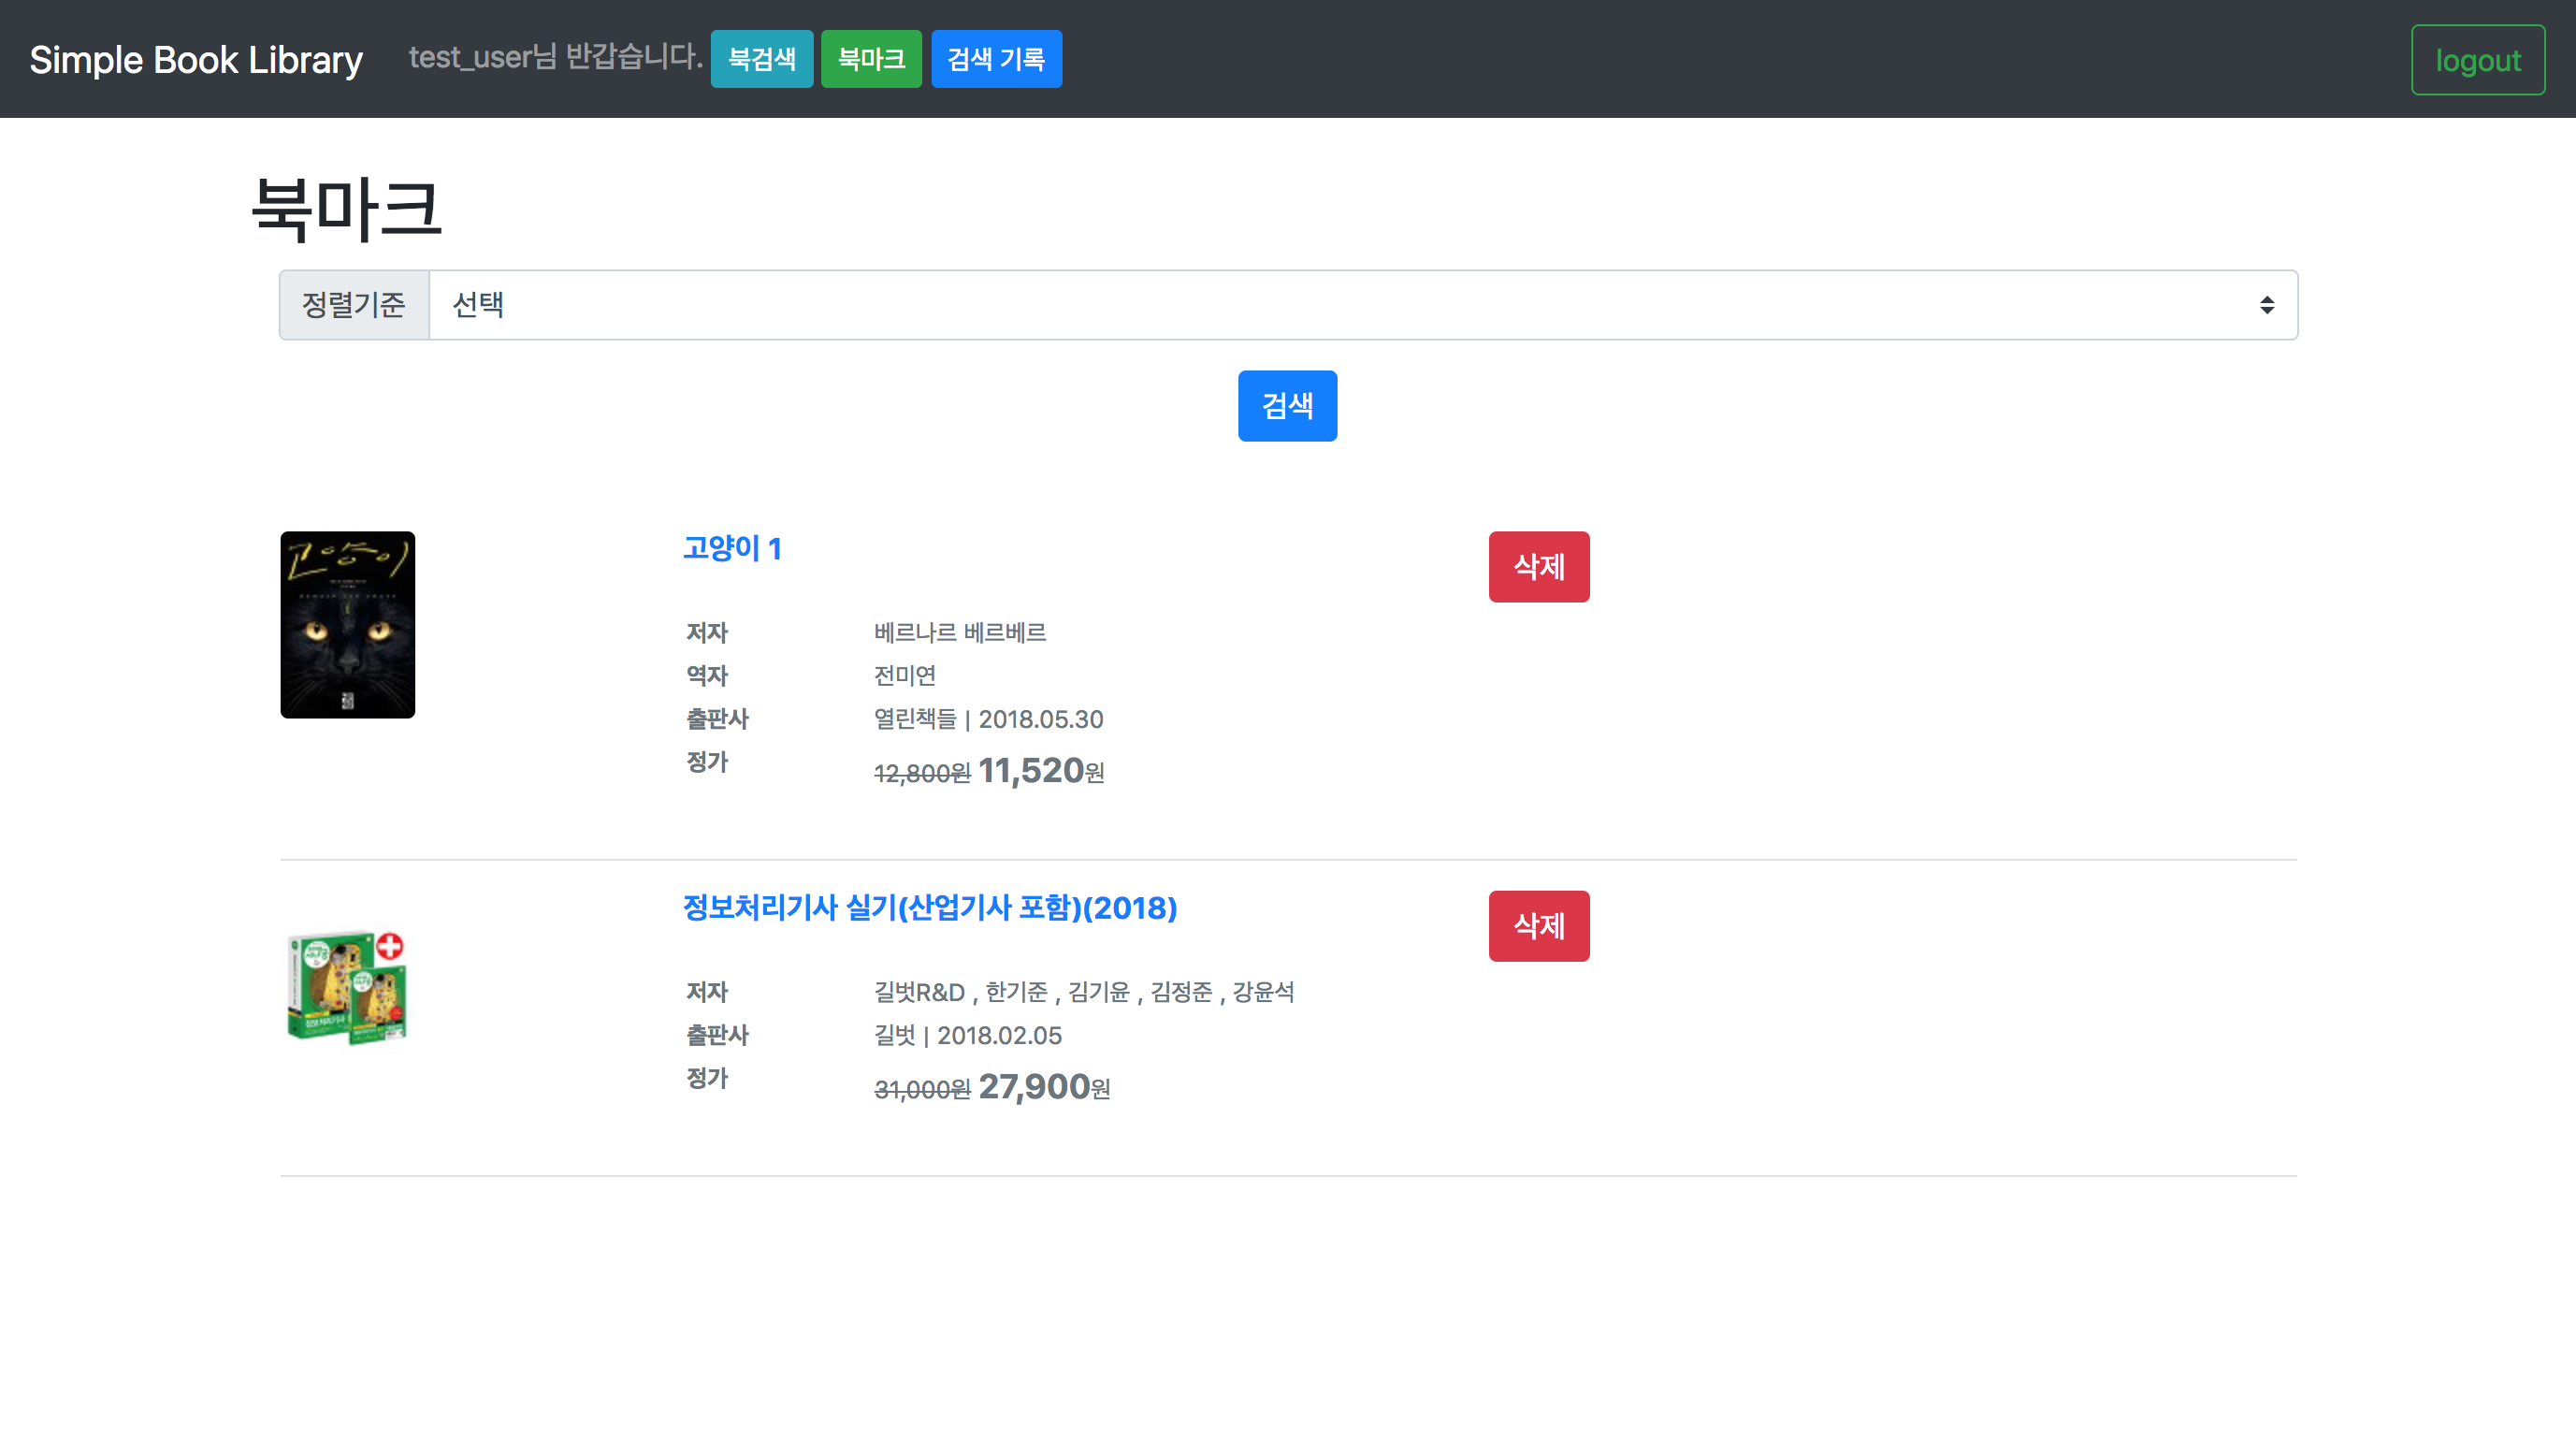 Simple Book Library test_user님 반갑습니다. 북검색 북마크 검색 기록 logout
북마크
정렬기준 선택
검색
고양이
고양이 1 삭제
저자 베르나르 베르베르
역자 전미연
출판사 열린책들 | 2018.05.30
정가 12,800원 11,520원
정보처리기사 실기(산업기사 포함)(2018) 삭제
저자 길벗R&D , 한기준 , 김기윤 , 김정준 , 강윤석
출판사 길벗 | 2018.02.05
정가 31,000원 27,900원